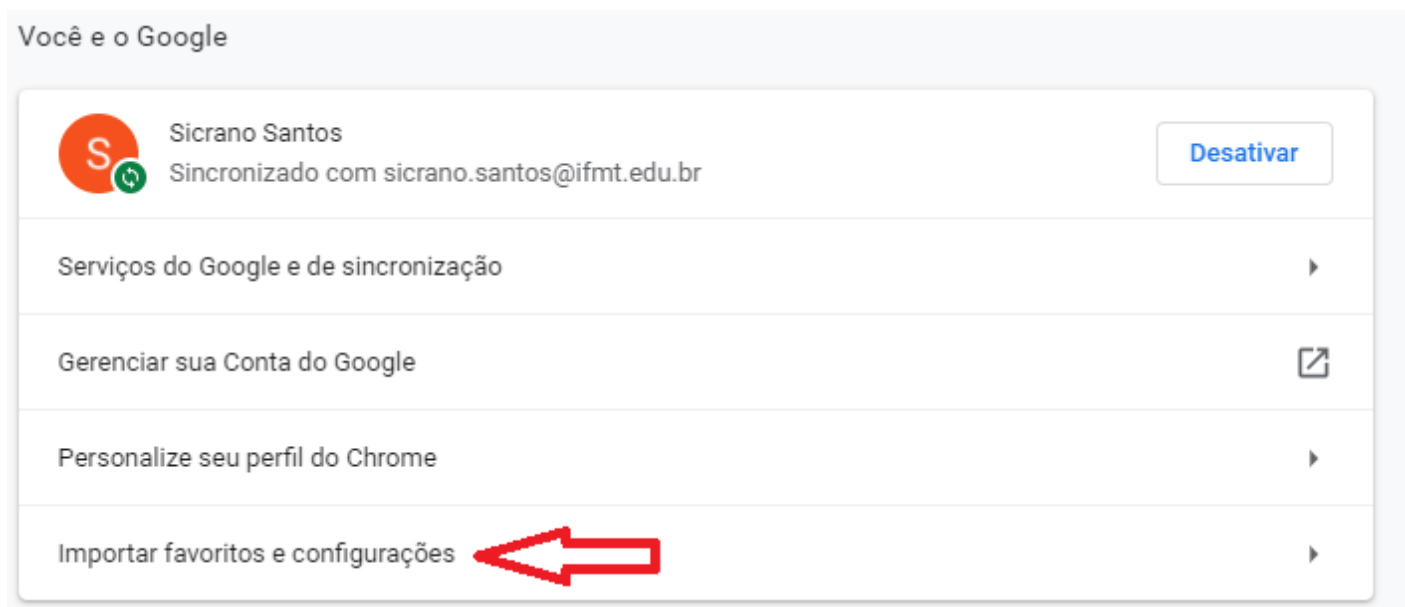 Você e o Google
S
Sicrano Santos
Sincronizado com sicrano.santos@ifmt.edu.br
Desativar
Serviços do Google e de sincronização
Gerenciar sua Conta do Google
Personalize seu perfil do Chrome
Importar favoritos e configurações